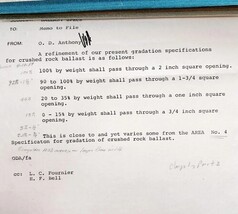 TO: Memo to File
FROM: O. D. Anthony
A refinement of our present gradation specifications
for crushed rock ballast is as follows:
100% by weight shall pass through a 2 inch square opening.
90 to 100% by weight shall pass through a 1-3/4 square
opening.
20 to 35% by weight shall pass through a one inch square
opening.
0 - 15% by weight shall pass through a 3/4 inch square
opening.
This is close to and yet varies some from the AREA No. 4
Specificaton for gradation of crushed rock ballast.
ODA/fa
cc: L. C. Fournier
S. F. Bell